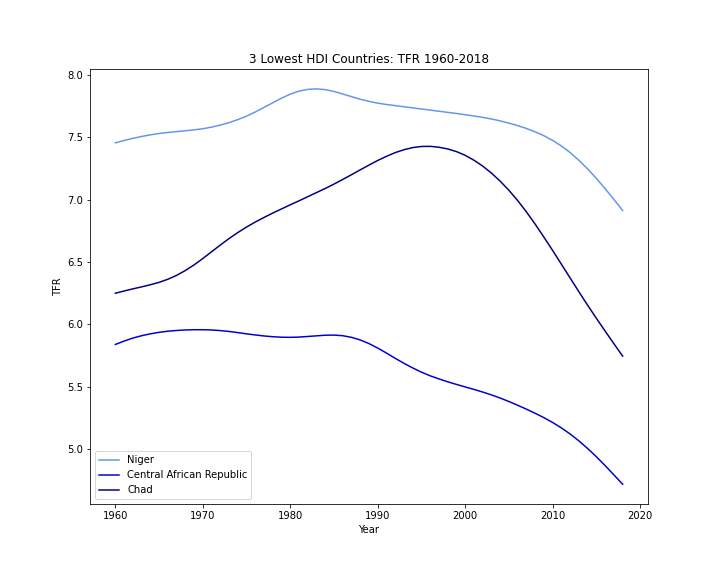 3 Lowest HDI Countries: TFR 1960-2018
8.0
7.5
7.0
6.5
6.0
5.5
5.0
TFR
Niger
Central African Republic
Chad
1960 1970 1980 1990 2000 2010 2020
Year